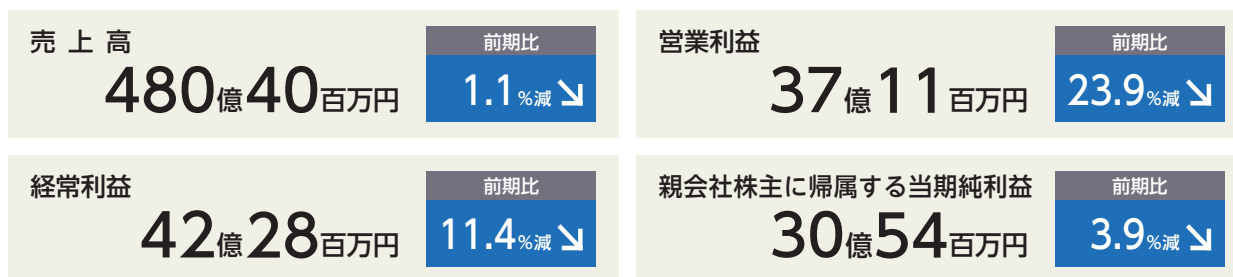 売上高
前期比
480億40百万円
1.1%減
営業利益
前期比
37億11百万円
23.9%減
経常利益
前期比
42億28百万円
11.4%減
親会社株主に帰属する当期純利益
前期比
30億54百万円
3.9%減